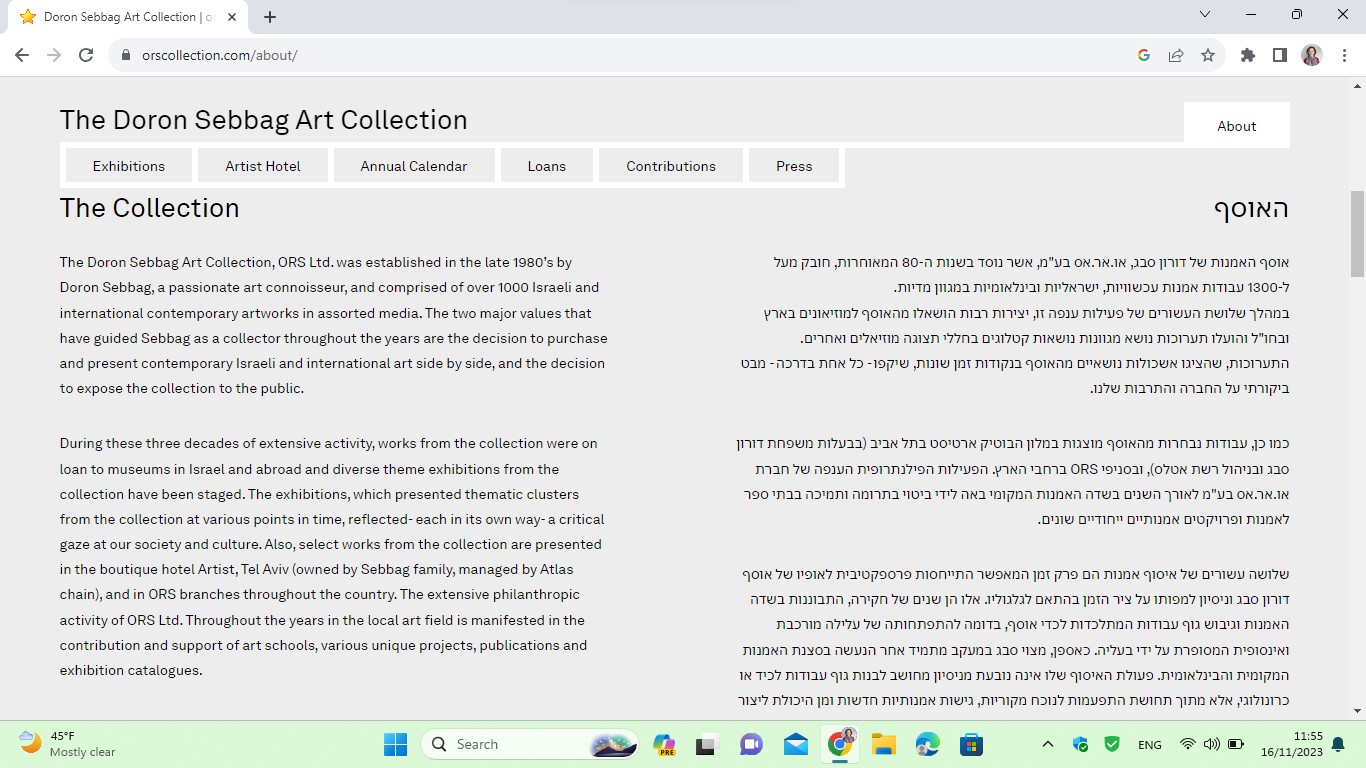 Doron Sebbag Art Collection | o
orscollection.com/about/
The Doron Sebbag Art Collection
About
Exhibitions
Artist Hotel
Annual Calendar
Loans
Contributions
Press
The Collection
The Doron Sebbag Art Collection, ORS Ltd. was established in the late 1980’s by
Doron Sebbag, a passionate art connoisseur, and comprised of over 1000 Israeli and
international contemporary artworks in assorted media. The two major values that
have guided Sebbag as a collector throughout the years are the decision to purchase
and present contemporary Israeli and international art side by side, and the decision
to expose the collection to the public.
During these three decades of extensive activity, works from the collection were on
loan to museums in Israel and abroad and diverse theme exhibitions from the
collection have been staged. The exhibitions, which presented thematic clusters
from the collection at various points in time, reflected- each in its own way- a critical
gaze at our society and culture. Also, select works from the collection are presented
in the boutique hotel Artist, Tel Aviv (owned by Sebbag family, managed by Atlas
chain), and in ORS branches throughout the country. The extensive philanthropic
activity of ORS Ltd. Throughout the years in the local art field is manifested in the
contribution and support of art schools, various unique projects, publications and
exhibition catalogues.
האוסף
אוסף האמנות של דורון סבג, או.אר.אס בע"מ, אשר נוסד בשנות ה-80 המאוחרות, חובק מעל
ל-1300 עבודות אמנות עכשוויות, ישראליות ובינלאומיות במגוון מדיות.
במהלך שלושת העשורים של פעילות ענפה זו, יצירות רבות הושאלו מהאוסף למוזיאונים בארץ
ובחו"ל והועלו תערוכות נושא מגוונות נושאות קטלוגים בחללי תצוגה מוזיאלים ואחרים.
התערוכות, שהציגו אשכולות נושאיים מהאוסף בנקודות זמן שונות, שיקפו- כל אחת בדרכה- מבט
ביקורתי על החברה והתרבות שלנו.
כמו כן, עבודות נבחרות מהאוסף מוצגות במלון הבוטיק ארטיסט בתל אביב (בבעלות משפחת דורון
סבג ובניהול רשת אטלס), ובסניפי ORS ברחבי הארץ. הפעילות הפילנתרופית הענפה של חברת
או.אר.אס בע"מ לאורך השנים בשדה האמנות המקומי באה לידי ביטוי בתרומה ותמיכה בבתי ספר
לאמנות ופרויקטים אמנותיים ייחודיים שונים.
שלושה עשורים של איסוף אמנות הם פרק זמן המאפשר התייחסות פרספקטיבית לאופיו של אוסף
דורון סבג וניסיון למפותו על ציר הזמן בהתאם לגלגוליו. אלו הן שנים של חקירה, התבוננות בשדה
האמנות וגיבוש גוף עבודות המתלכדות לכדי אוסף, בדומה להתפתחותה של עלילה מורכבת
ואינסופית המסופרת על ידי בעליה. כאספן, מצוי סבג במעקב מתמיד אחר הנעשה בסצנת האמנות
המקומית והבינלאומית. פעולת האיסוף שלו אינה נובעת מניסיון מחושב לבנות גוף עבודות לכיד או
כרונולוגי, אלא מתוך תחושת התפעמות לנוכח מקוריות, גישות אמנותיות חדשות ומן היכולת ליצור
45°F
Mostly clear
Search
PRE
ENG
11:55
16/11/2023